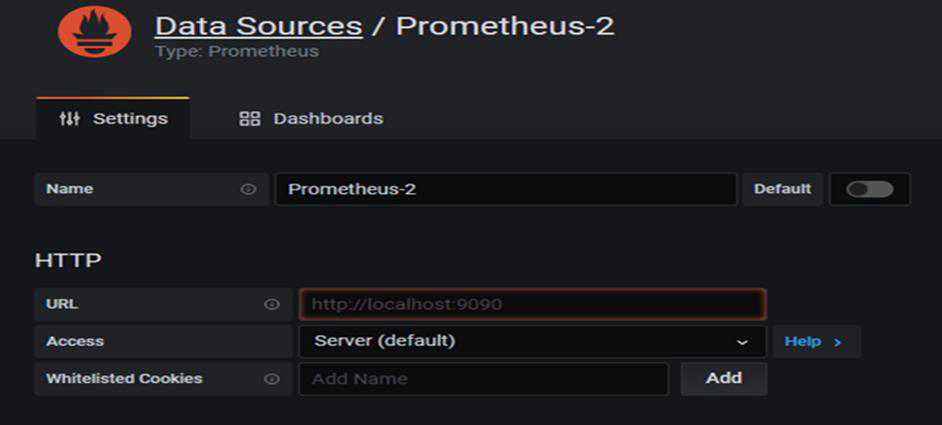 Data Sources / Prometheus-2
Type: Prometheus
Settings Dashboards
Name Prometheus-2 Default
HTTP
URL http://localhost:9090
Access Server (default) Help >
Whitelisted Cookies Add Name Add